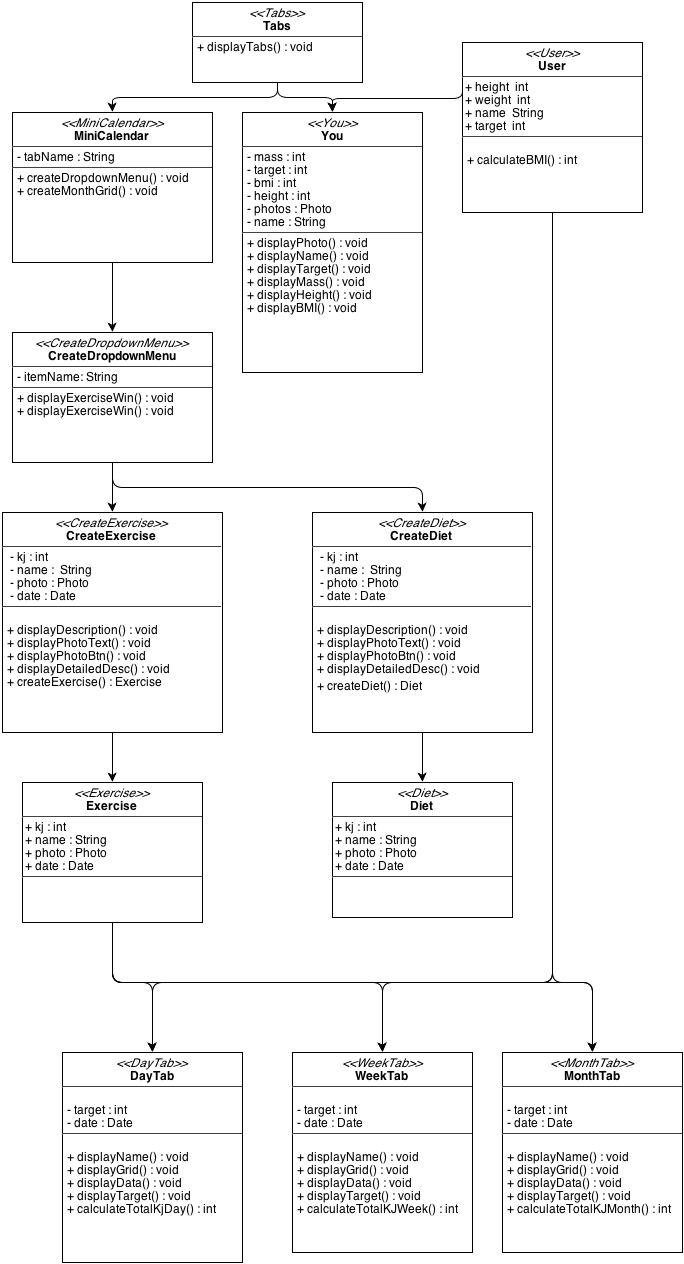 <<Tabs>>
Tabs
+ displayTabs() : void
<<User>>
User
+ height int
+ weight int
+ name String
+ target int
+ calculateBMI() : int
<<MiniCalendar>>
MiniCalendar
- tabName : String
+ createDropdownMenu() : void
+ createMonthGrid() : void
<<You>>
You
- mass : int
- target : int
- bmi : int
- height : int
- photos : Photo
- name : String
+ displayPhoto() : void
+ displayName() : void
+ displayTarget() : void
+ displayMass() : void
+ displayHeight() : void
+ displayBMI() : void
<<CreateDropdownMenu>>
CreateDropdownMenu
- itemName: String
+ displayExerciseWin() : void
+ displayExerciseWin() : void
<<CreateExercise>>
CreateExercise
- kj : int
- name : String
- photo : Photo
- date : Date
+ displayDescription() : void
+ displayPhotoText() : void
+ displayPhotoBtn() : void
+ displayDetailedDesc() : void
+ createExercise() : Exercise
<<CreateDiet>>
CreateDiet
- kj : int
- name : String
- photo : Photo
- date : Date
+ displayDescription() : void
+ displayPhotoText() : void
+ displayPhotoBtn() : void
+ displayDetailedDesc() : void
+ createDiet() : Diet
<<Exercise>>
Exercise
+ kj : int
+ name : String
+ photo : Photo
+ date : Date
<<Diet>>
Diet
+ kj : int
+ name : String
+ photo : Photo
+ date : Date
<<DayTab>>
DayTab
- target : int
- date : Date
+ displayName() : void
+ displayGrid() : void
+ displayData() : void
+ displayTarget() : void
+ calculateTotalKjDay() : int
<<WeekTab>>
WeekTab
- target : int
- date : Date
+ displayName() : void
+ displayGrid() : void
+ displayData() : void
+ displayTarget() : void
+ calculateTotalKJWeek() : int
<<MonthTab>>
MonthTab
- target : int
- date : Date
+ displayName() : void
+ displayGrid() : void
+ displayData() : void
+ displayTarget() : void
+ calculateTotalKJMonth() : int